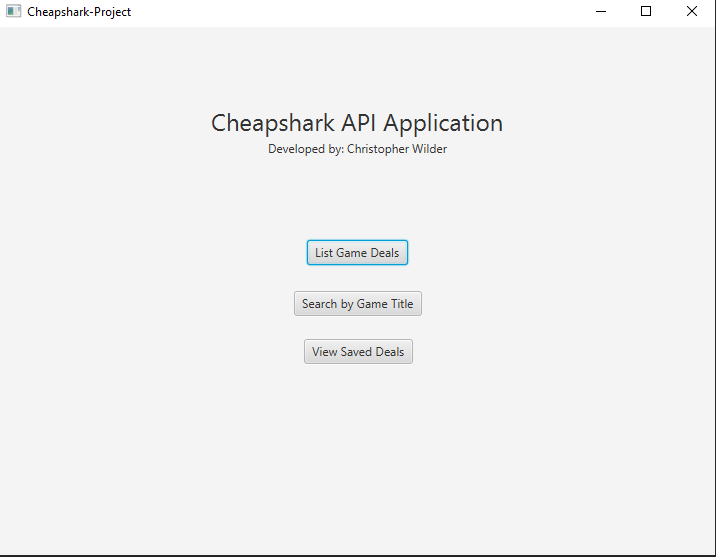 Cheapshark-Project
Cheapshark API Application
Developed by: Christopher Wilder
List Game Deals
Search by Game Title
View Saved Deals